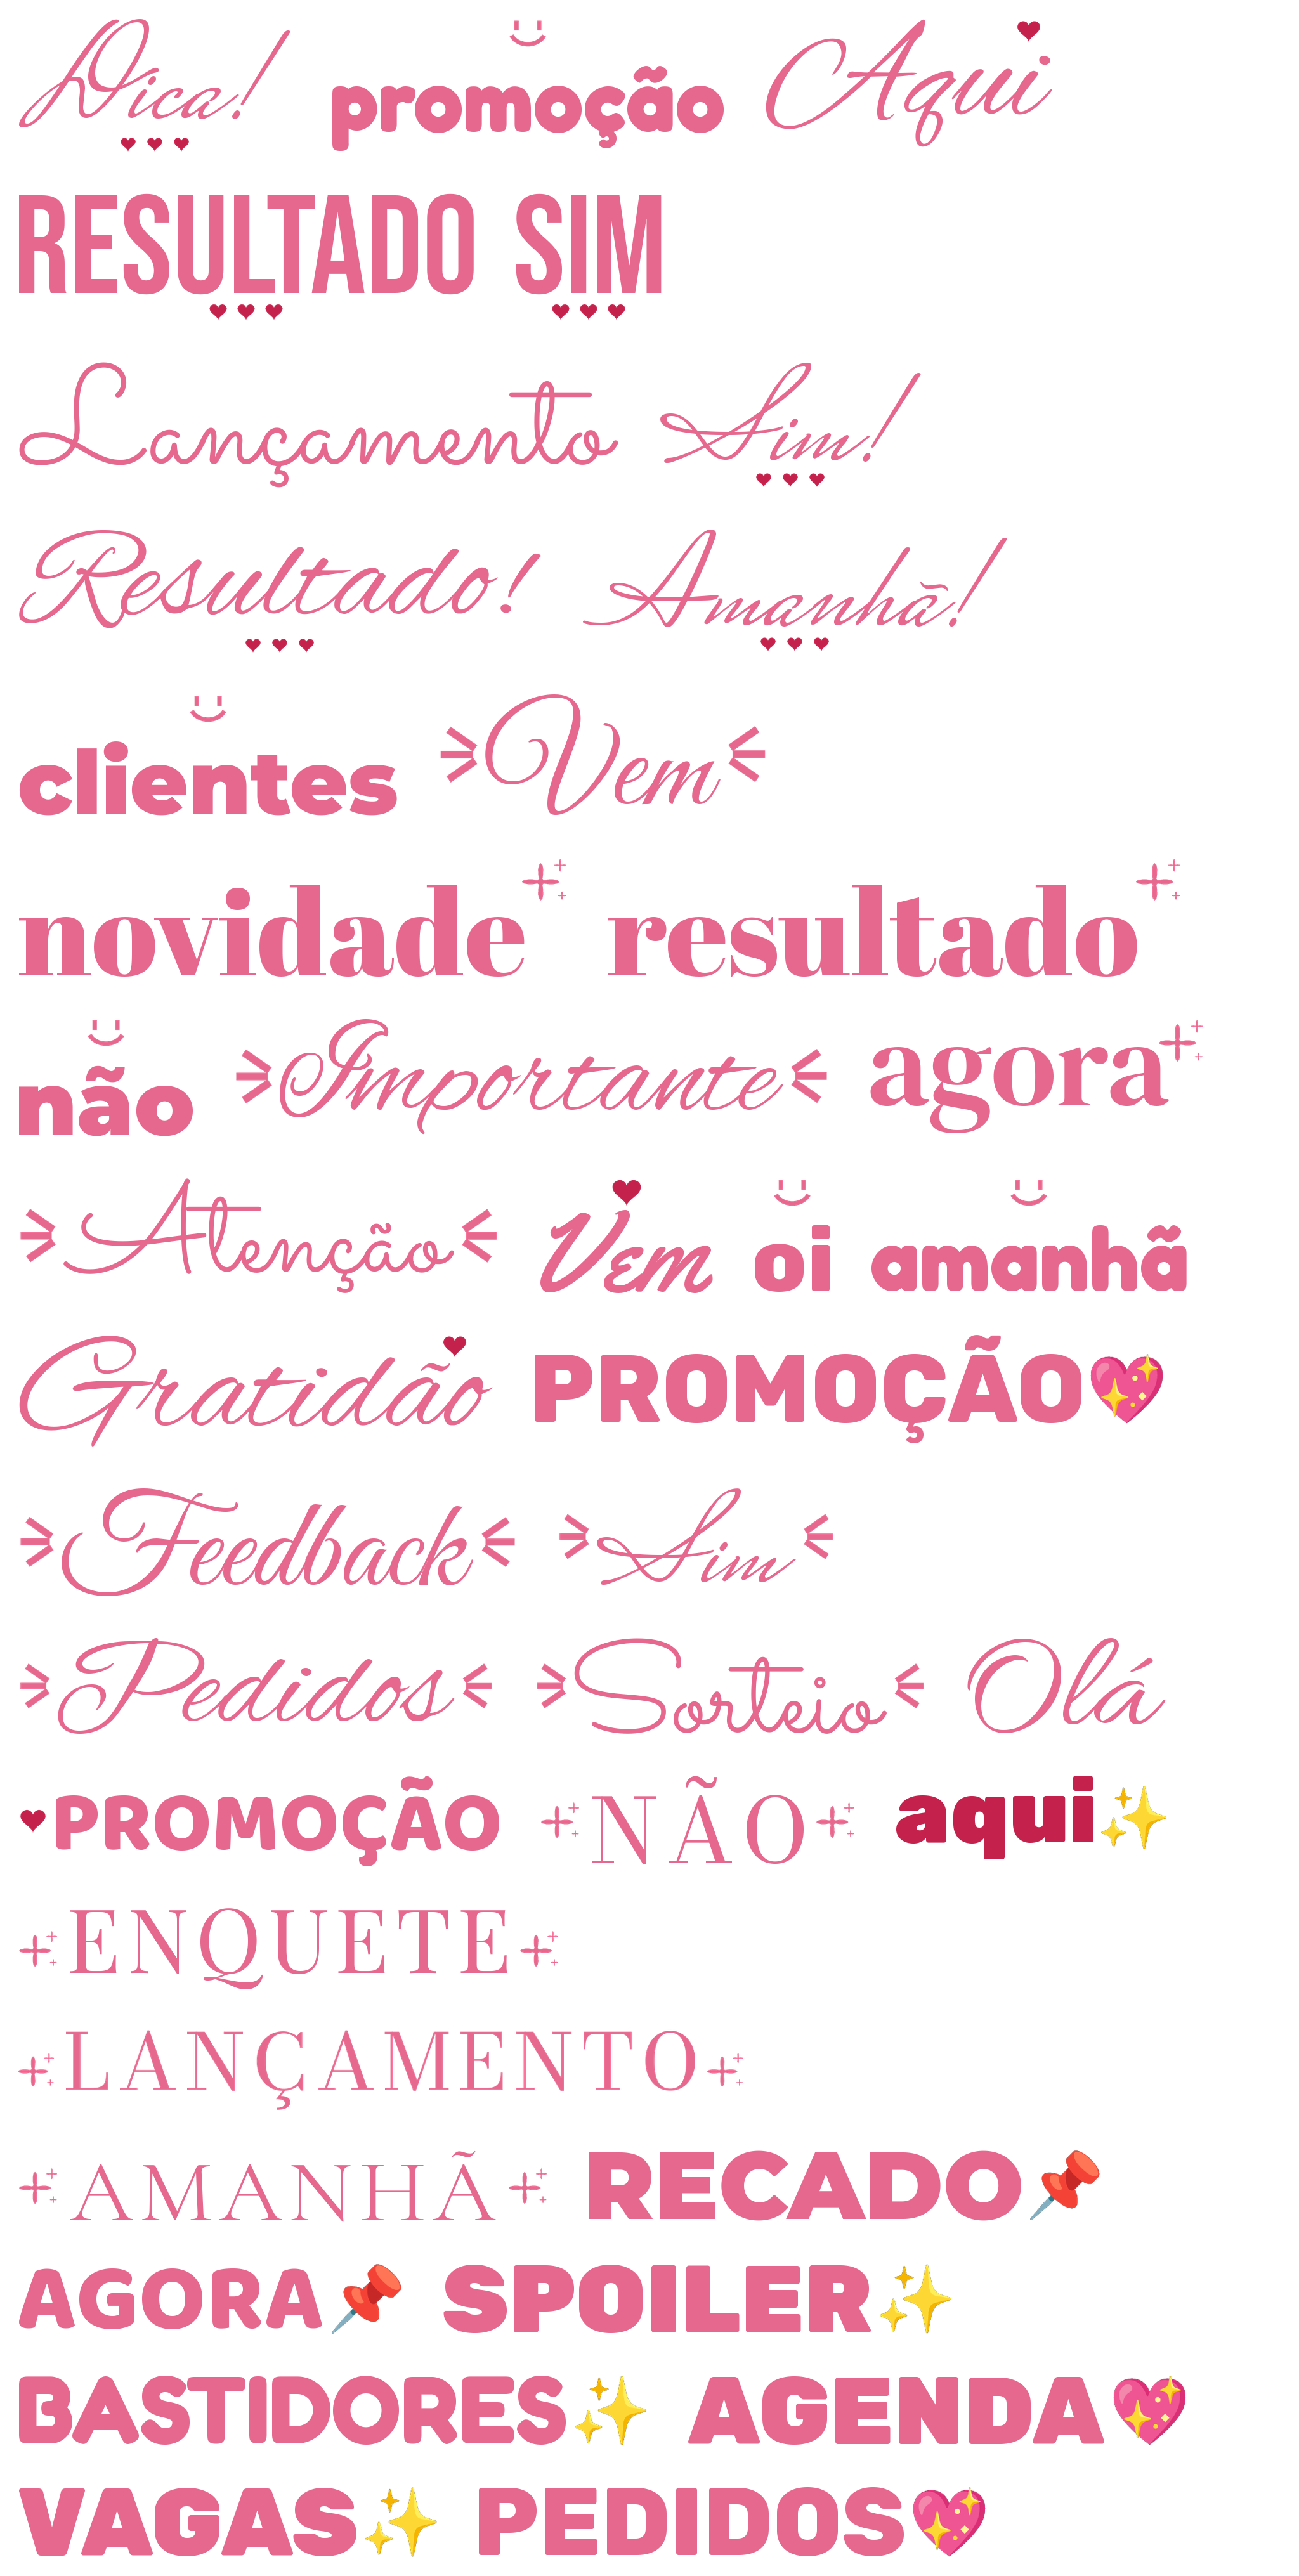 Dica! promoção Aqui
RESULTADO SIM
Lançamento Sim!
Resultado! Amanhã!
clientes Vem
novidade resultado
não Importante agora
Atenção Vem oi amanhã
Gratidão PROMOÇÃO💖
Feedback Sim
Pedidos Sorteio Olá
PROMOÇÃO NÃO aqui✨
ENQUETE
LANÇAMENTO
AMANHÃ RECADO📌
AGORA📌 SPOILER✨
BASTIDORES✨ AGENDA💖
VAGAS✨ PEDIDOS💖